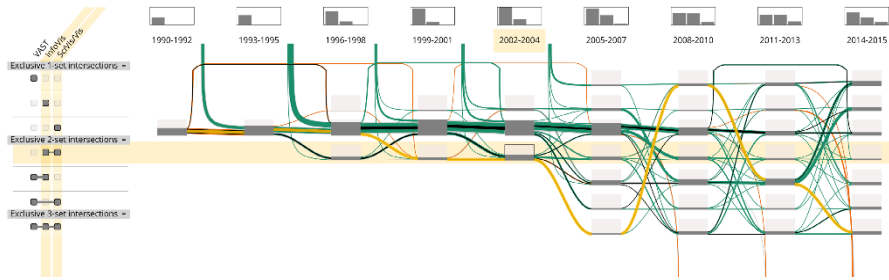 1990-1992 1993-1995 1996-1998 1999-2001 2002-2004 2005-2007 2008-2010 2011-2013 2014-2015
VAST
InfoVis
SciVis/Vis
Exclusive 1-set intersections -
Exclusive 2-set intersections -
Exclusive 3-set intersections -